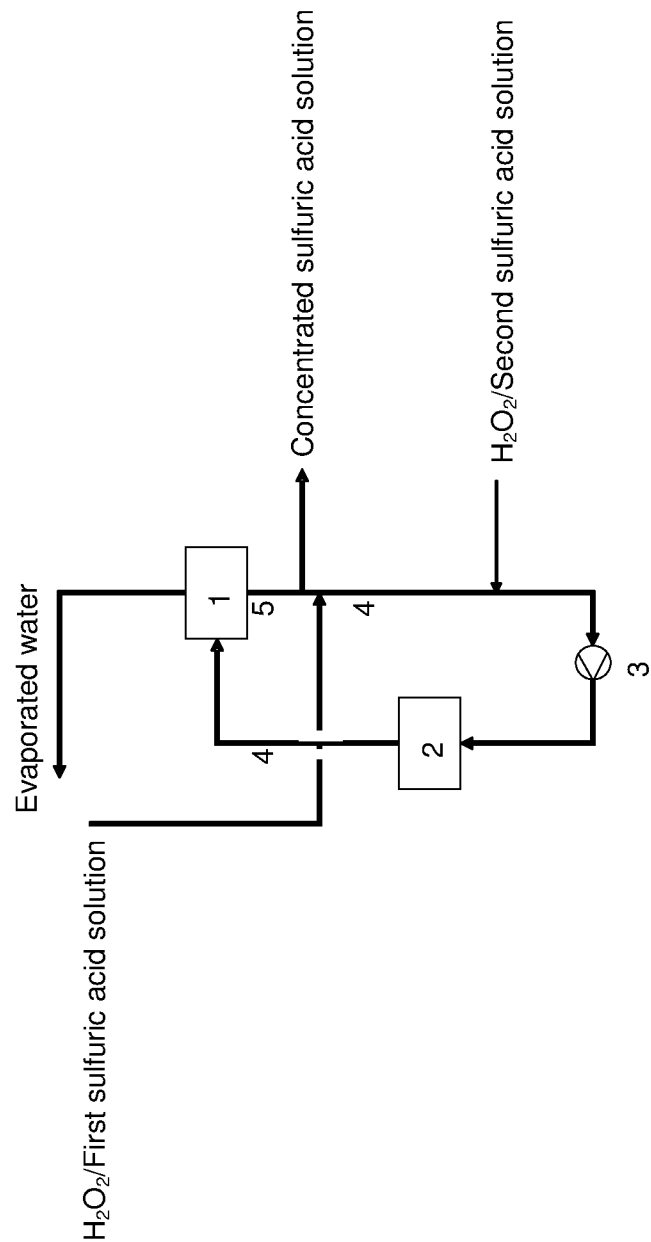 H₂O₂/First sulfuric acid solution
Evaporated water
1
5
4
4
2
3
Concentrated sulfuric acid solution
H₂O₂/Second sulfuric acid solution